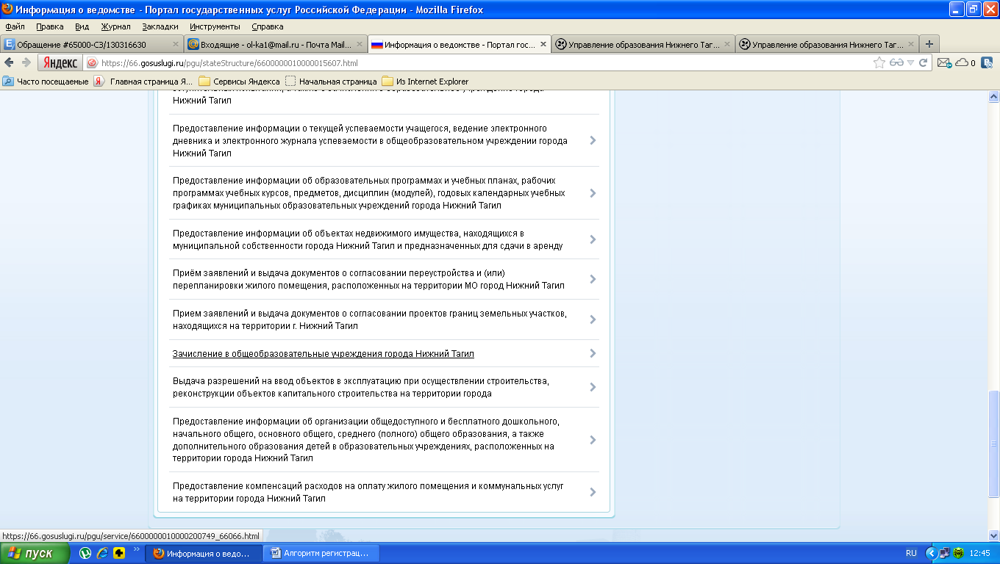 Информация о ведомстве - Портал государственных услуг Российской Федерации - Mozilla Firefox
Файл Правка Вид Журнал Закладки Инструменты Справка
Обращение #65000-СЗ/130316630
Входящие - ol-ka1@mail.ru - Почта Mail...
Информация о ведомстве - Портал гос...
Управление образования Нижнего Таг...
Управление образования Нижнего Таг...
Яндекс
https://66.gosuslugi.ru/pgu/stateStructure/6600000010000015607.html
0
Часто посещаемые Главная страница Я... Сервисы Яндекса Начальная страница Из Internet Explorer
Нижний Тагил
Предоставление информации о текущей успеваемости учащегося, ведение электронного
дневника и электронного журнала успеваемости в общеобразовательном учреждении города
Нижний Тагил
Предоставление информации об образовательных программах и учебных планах, рабочих
программах учебных курсов, предметов, дисциплин (модулей), годовых календарных учебных
графиках муниципальных образовательных учреждений города Нижний Тагил
Предоставление информации об объектах недвижимого имущества, находящихся в
муниципальной собственности города Нижний Тагил и предназначенных для сдачи в аренду
Приём заявлений и выдача документов о согласовании переустройства и (или)
перепланировки жилого помещения, расположенных на территории МО город Нижний Тагил
Прием заявлений и выдача документов о согласовании проектов границ земельных участков,
находящихся на территории г. Нижний Тагил
Зачисление в общеобразовательные учреждения города Нижний Тагил
Выдача разрешений на ввод объектов в эксплуатацию при осуществлении строительства,
реконструкции объектов капитального строительства на территории города
Предоставление информации об организации общедоступного и бесплатного дошкольного,
начального общего, основного общего, среднего (полного) общего образования, а также
дополнительного образования детей в образовательных учреждениях, расположенных на
территории города Нижний Тагил
Предоставление компенсаций расходов на оплату жилого помещения и коммунальных услуг
на территории города Нижний Тагил
https://66.gosuslugi.ru/pgu/service/6600000010000200749_66066.html
пуск
Информация о ведо...
Алгоритм регистрац...
RU
12:45